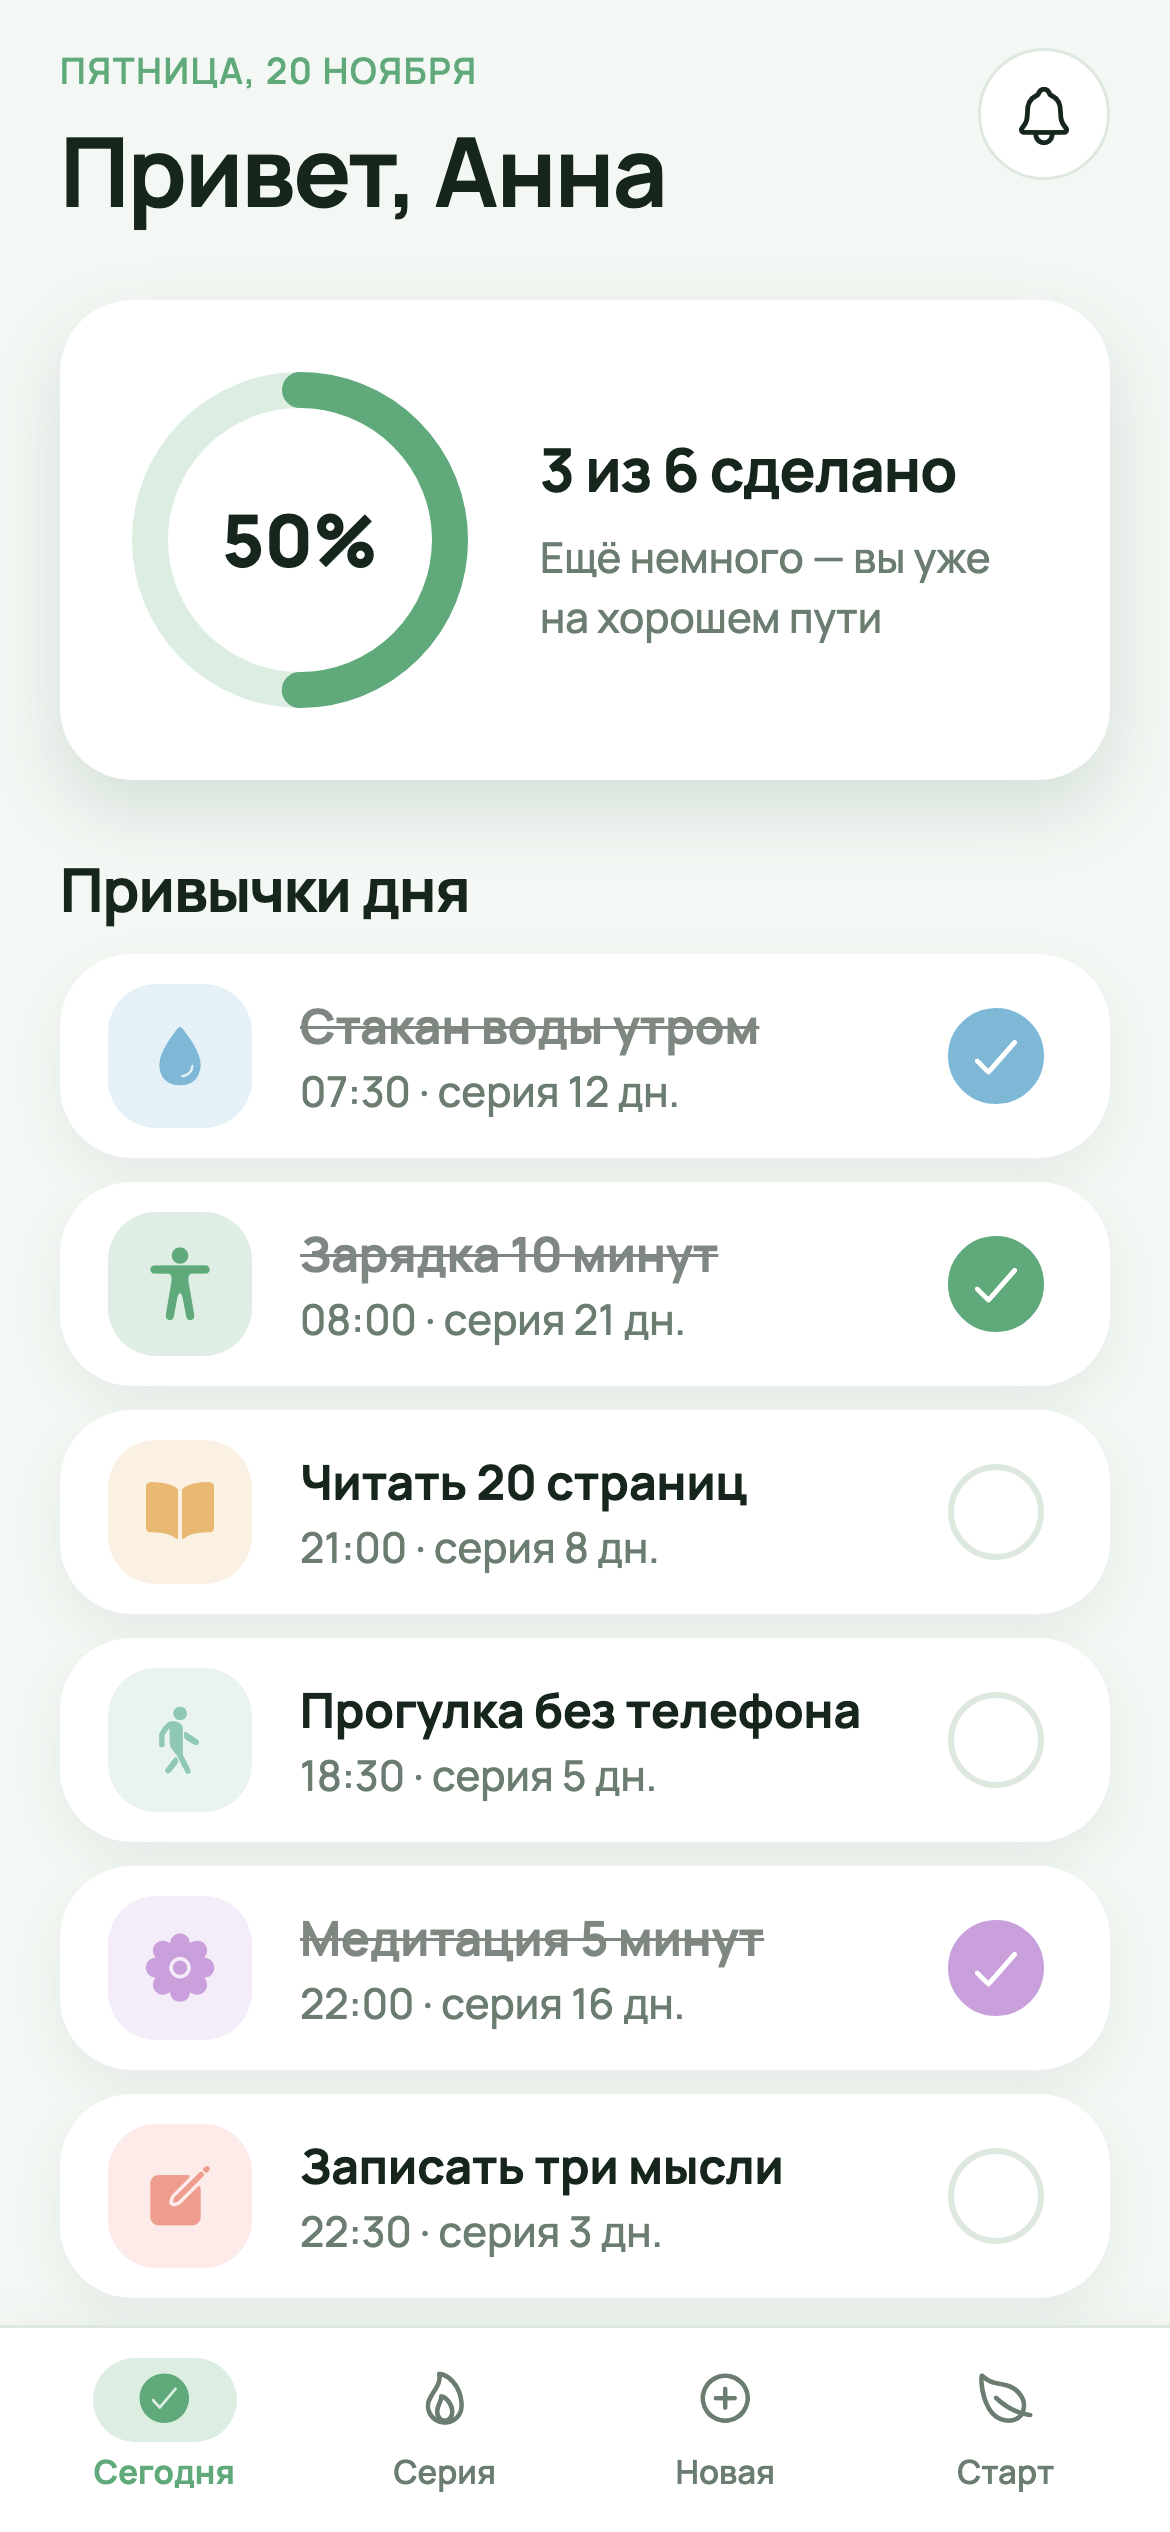 ПЯТНИЦА, 20 НОЯБРЯ
Привет, Анна
50%
3 из 6 сделано
Ещё немного — вы уже
на хорошем пути
Привычки дня
Стакан воды утром
07:30 · серия 12 дн.
Зарядка 10 минут
08:00 · серия 21 дн.
Читать 20 страниц
21:00 · серия 8 дн.
Прогулка без телефона
18:30 · серия 5 дн.
Медитация 5 минут
22:00 · серия 16 дн.
Записать три мысли
22:30 · серия 3 дн.
Сегодня
Серия
Новая
Старт